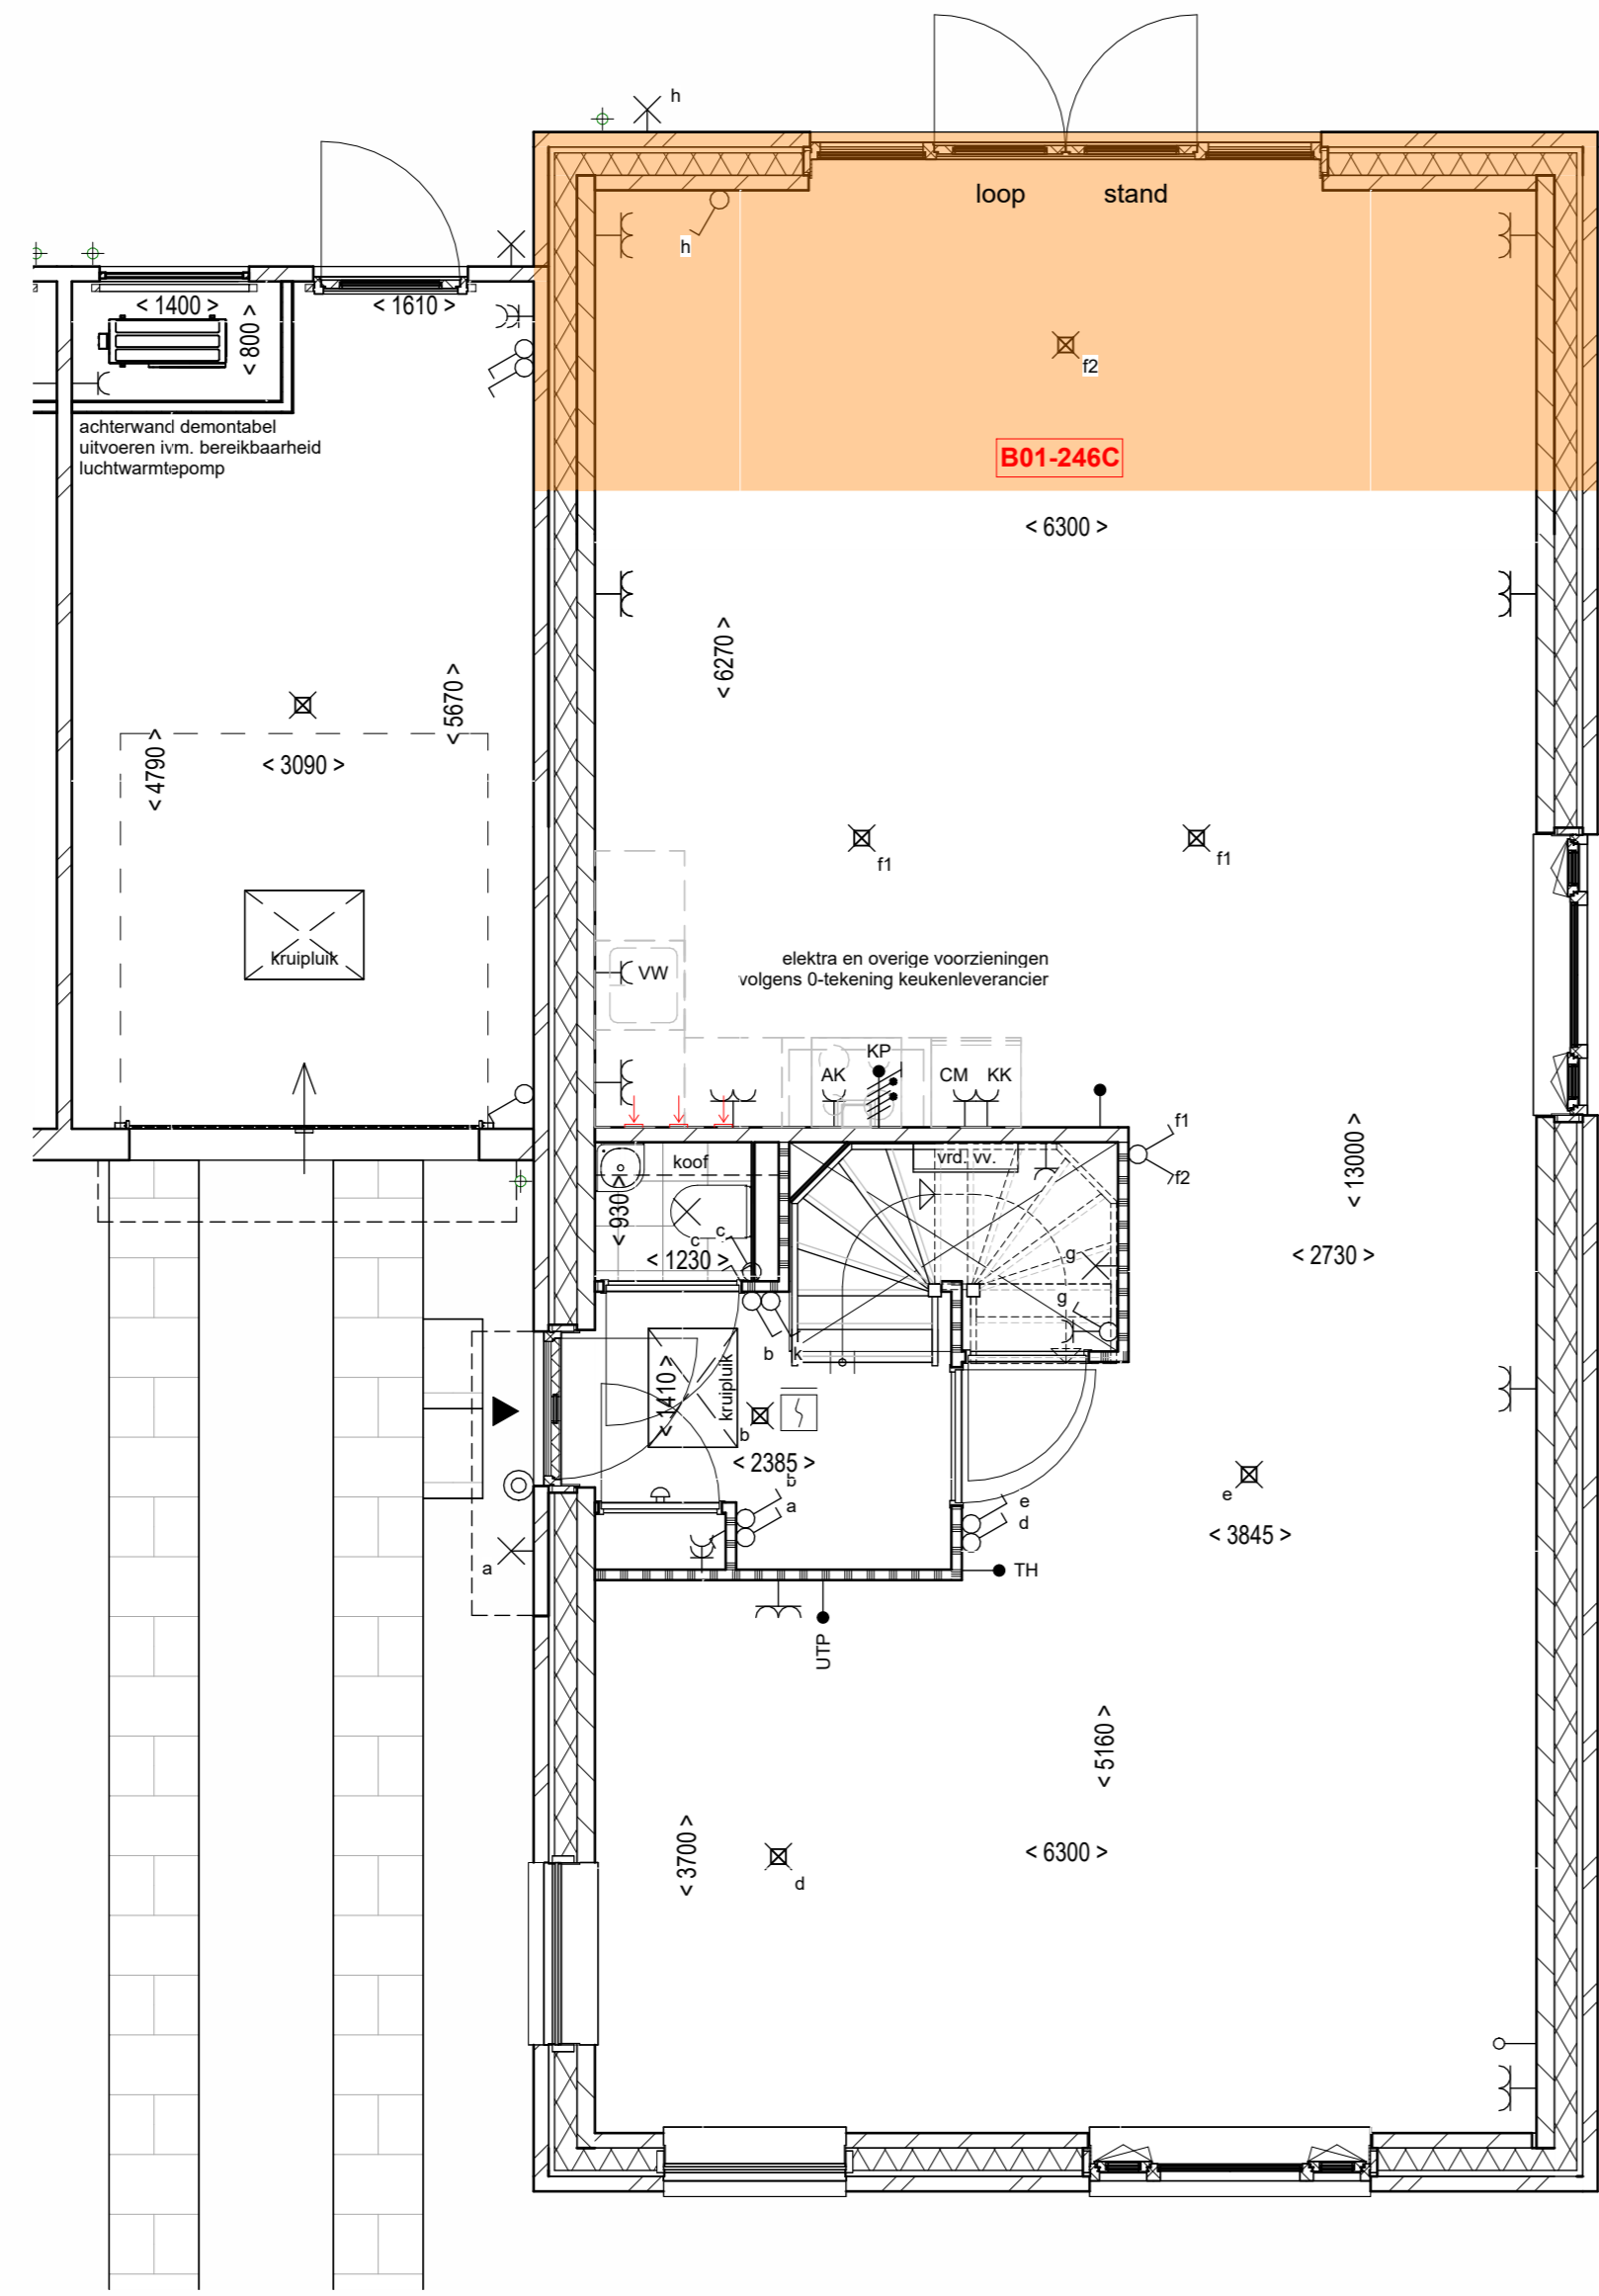 h
loop stand
h
< 1400 >
< 1610 >
< 800 >
f2
achterwand demontabel
uitvoeren ivm. bereikbaarheid
luchtwarmtepomp
B01-246C
< 6300 >
< 6270 >
< 5670 >
< 4790 >
< 3090 >
f1
f1
kruipluik
elektra en overige voorzieningen
volgens 0-tekening keukenleverancier
VW
KP
AK
CM KK
f1
koof
vrd. vv.
f2
< 13000 >
< 930 >
c
c
< 1230 >
g
< 2730 >
g
b k
< 1410 >
kruipluik
b
< 2385 >
b
a
e
d
e
< 3845 >
a
TH
UTP
< 5160 >
< 3700 >
< 6300 >
d